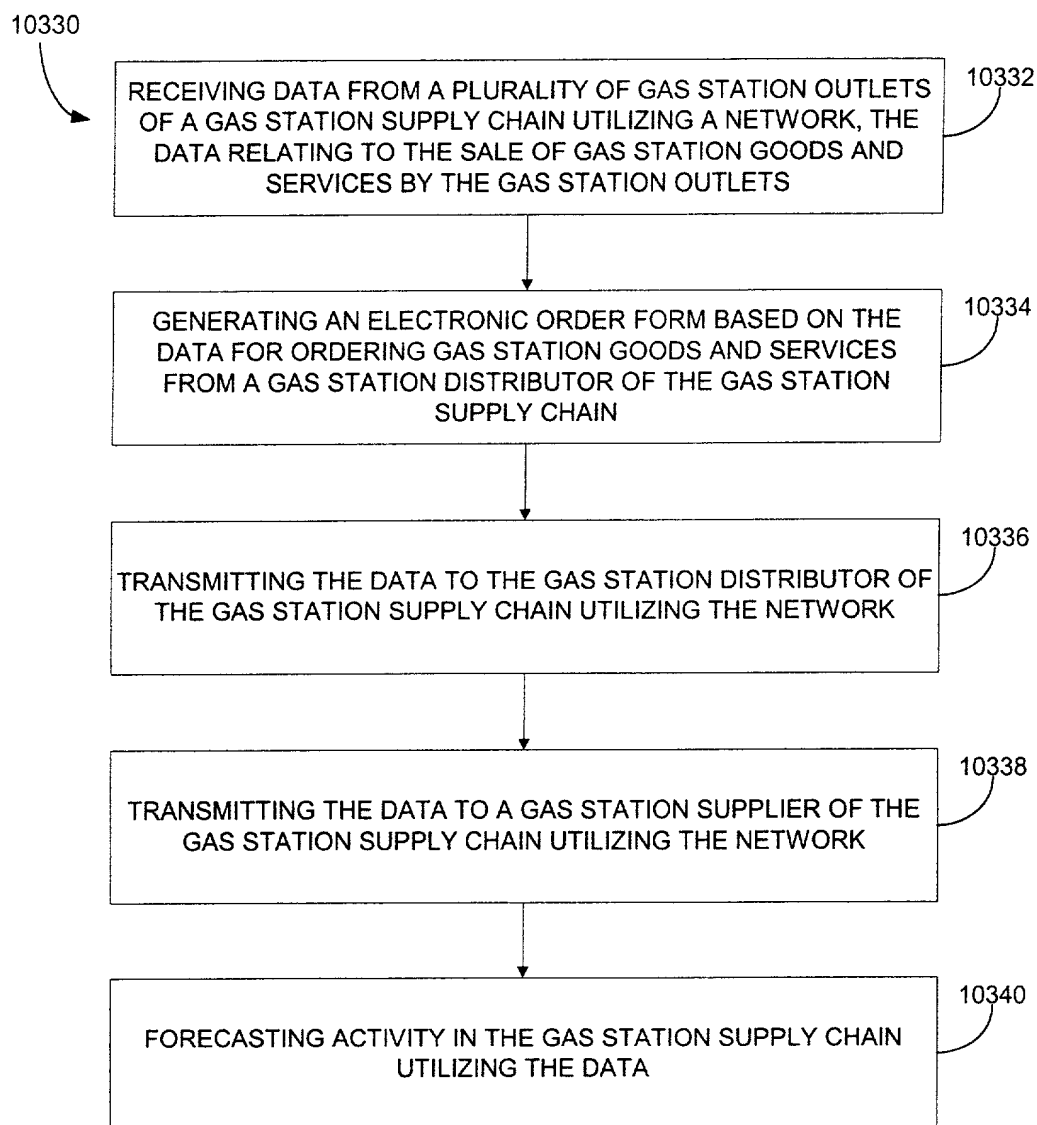 10330
10332
RECEIVING DATA FROM A PLURALITY OF GAS STATION OUTLETS
OF A GAS STATION SUPPLY CHAIN UTILIZING A NETWORK, THE
DATA RELATING TO THE SALE OF GAS STATION GOODS AND
SERVICES BY THE GAS STATION OUTLETS
10334
GENERATING AN ELECTRONIC ORDER FORM BASED ON THE
DATA FOR ORDERING GAS STATION GOODS AND SERVICES
FROM A GAS STATION DISTRIBUTOR OF THE GAS STATION
SUPPLY CHAIN
10336
TRANSMITTING THE DATA TO THE GAS STATION DISTRIBUTOR OF
THE GAS STATION SUPPLY CHAIN UTILIZING THE NETWORK
10338
TRANSMITTING THE DATA TO A GAS STATION SUPPLIER OF THE
GAS STATION SUPPLY CHAIN UTILIZING THE NETWORK
10340
FORECASTING ACTIVITY IN THE GAS STATION SUPPLY CHAIN
UTILIZING THE DATA